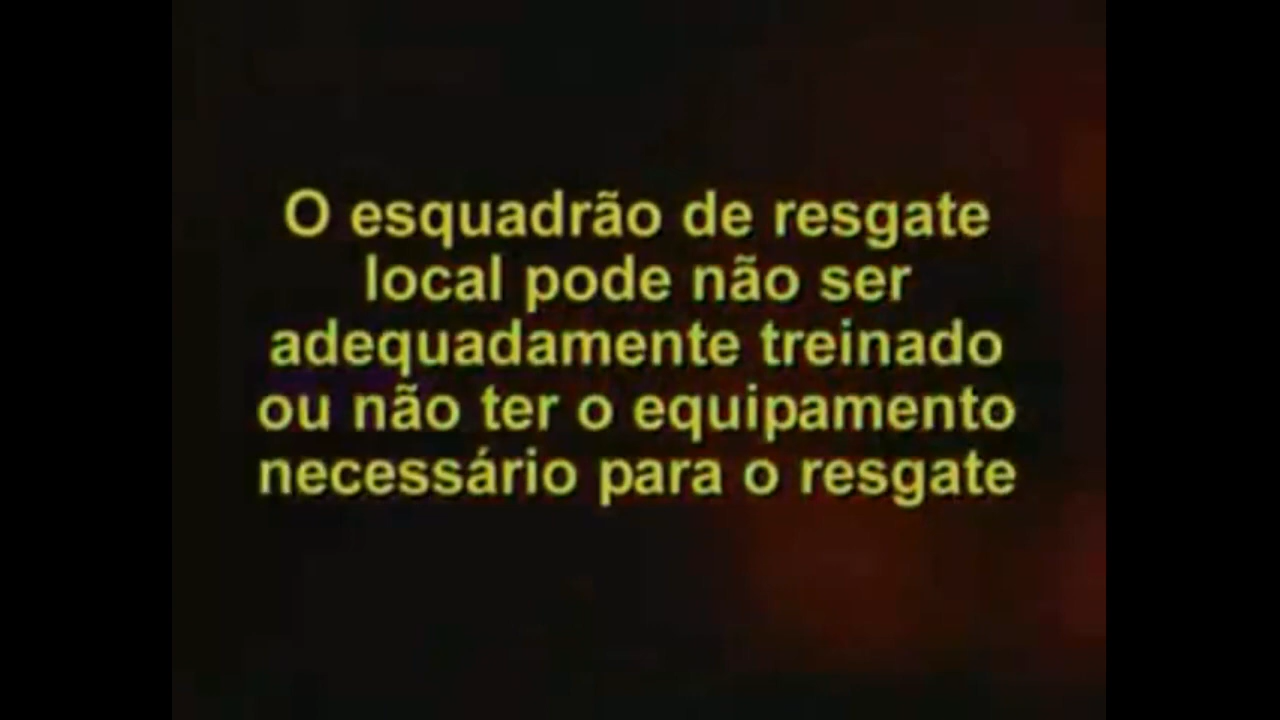 O esquadrão de resgate
local pode não ser
adequadamente treinado
ou não ter o equipamento
necessário para o resgate